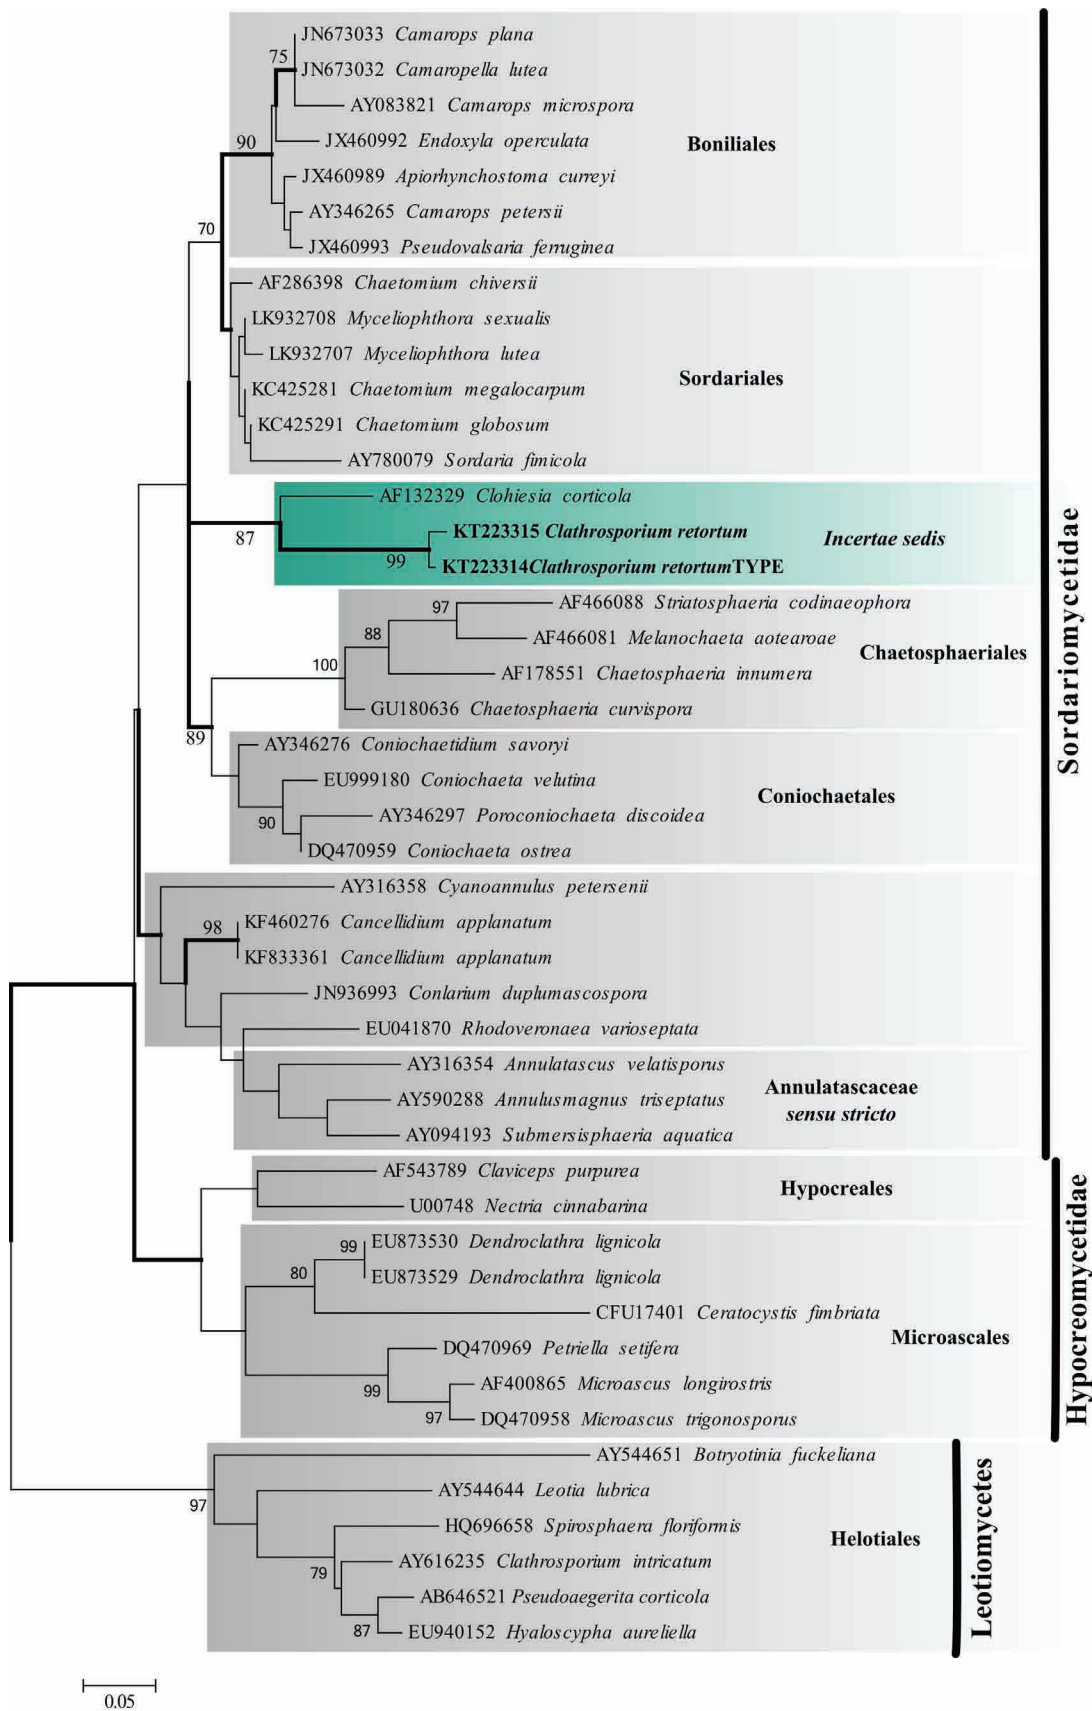 JN673033 Camarops plana
75
JN673032 Camaropella lutea
AY083821 Camarops microspora
90
JX460992 Endoxyla operculata
Boniliales
JX460989 Apiorhynchostoma curreyi
AY346265 Camarops petersii
70
JX460993 Pseudovalsaria ferruginea
AF286398 Chaetomium chiversii
LK932708 Myceliophthora sexualis
LK932707 Myceliophthora lutea
Sordariales
KC425281 Chaetomium megalocarpum
KC425291 Chaetomium globosum
AY780079 Sordaria fimicola
AF132329 Clohiesia corticola
KT223315 Clathrosporium retortum
87
Incertae sedis
99
KT223314Clathrosporium retortumTYPE
AF466088 Striatosphaeria codinaeophora
97
88
AF466081 Melanochaeta aotearoae
Chaetosphaeriales
100
AF178551 Chaetosphaeria innumera
GU180636 Chaetosphaeria curvispora
89
AY346276 Coniochaetidium savoryi
EU999180 Coniochaeta velutina
Coniochaetales
90
AY346297 Poroconiochaeta discoidea
DQ470959 Coniochaeta ostrea
Sordariomycetidae
AY316358 Cyanoannulus petersenii
98
KF460276 Cancellidium applanatum
KF833361 Cancellidium applanatum
JN936993 Conlarium duplumascospora
EU041870 Rhodoveronaea varioseptata
AY316354 Annulatascus velatisporus
Annulatascaceae
sensu stricto
AY590288 Annulusmagnus triseptatus
AY094193 Submersisphaeria aquatica
AF543789 Claviceps purpurea
Hypocreales
U00748 Nectria cinnabarina
99
EU873530 Dendroclathra lignicola
80
EU873529 Dendroclathra lignicola
CFU17401 Ceratocystis fimbriata
Microascales
DQ470969 Petriella setifera
99
AF400865 Microascus longirostris
97
DQ470958 Microascus trigonosporus
Hypocreomycetidae
AY544651 Botryotinia fuckeliana
97
AY544644 Leotia lubrica
HQ696658 Spirosphaera floriformis
Helotiales
79
AY616235 Clathrosporium intricatum
AB646521 Pseudoaegerita corticola
87
EU940152 Hyaloscypha aureliella
Leotiomycetes
0.05